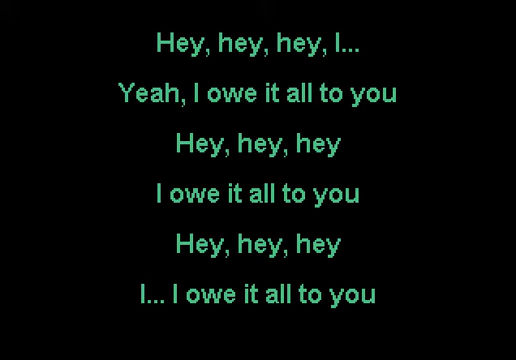 Hey, hey, hey, I...
Yeah, I owe it all to you
Hey, hey, hey
I owe it all to you
Hey, hey, hey
I... I owe it all to you